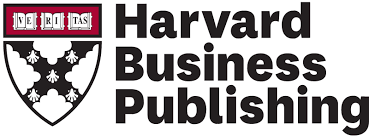 VE RI TAS
Harvard
Business
Publishing